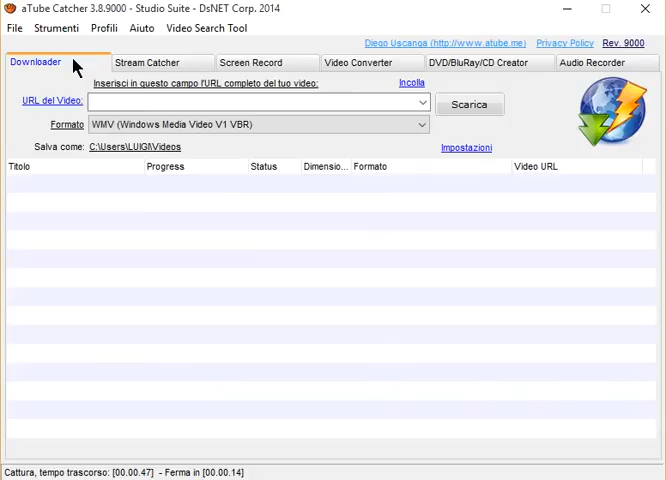 aTube Catcher 3.8.9000 - Studio Suite - DsNET Corp. 2014
File Strumenti Profili Aiuto Video Search Tool
Diego Uscanga (http://www.atube.me) Privacy Policy Rev. 9000
Downloader Stream Catcher Screen Record Video Converter DVD/BluRay/CD Creator Audio Recorder
Inserisci in questo campo l'URL completo del tuo video: Incolla
URL del Video: Scarica
Formato WMV (Windows Media Video V1 VBR)
Salva come: C:\Users\LUIGI\Videos Impostazioni
Titolo Progress Status Dimensio... Formato Video URL
Cattura, tempo trascorso: [00.00.47] - Ferma in [00.00.14]